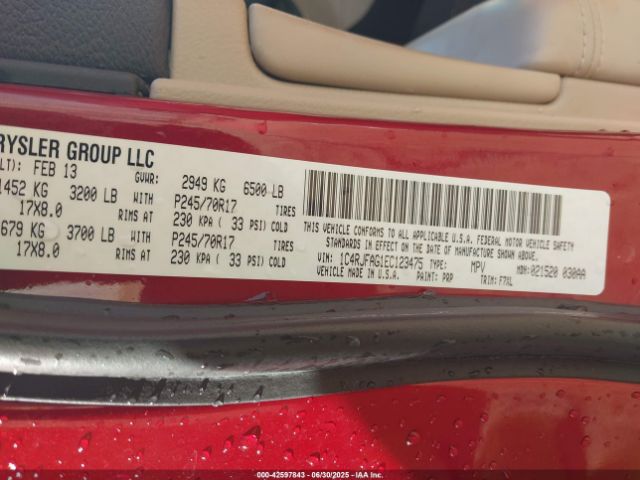 RYSLER GROUP LLC
LT): FEB 13 GVWR: 2949 KG 6500 LB
1452 KG 3200 LB WITH P245/70R17 TIRES
17X8.0 RIMS AT 230 KPA ( 33 PSI) COLD
679 KG 3700 LB WITH P245/70R17 TIRES
17X8.0 RIMS AT 230 KPA ( 33 PSI) COLD
THIS VEHICLE CONFORMS TO ALL APPLICABLE U.S.A. FEDERAL MOTOR VEHICLE SAFETY
STANDARDS IN EFFECT ON THE DATE OF MANUFACTURE SHOWN ABOVE.
VIN: 1C4RJFAG1EC123475 TYPE: MPV MDH: 021520 030AA
VEHICLE MADE IN U.S.A. PAINT: PRP TRIM: F7XL
000-42597843 - 06/30/2025 - IAAI.COM